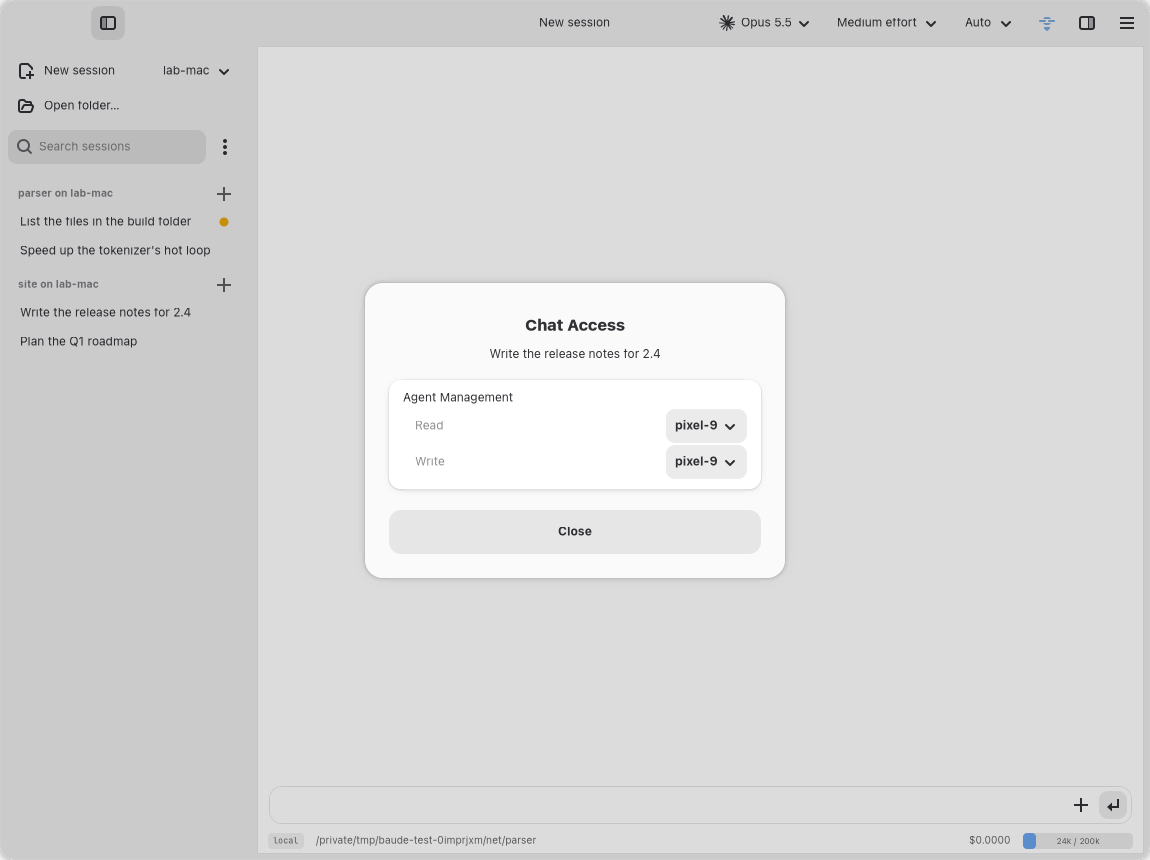 New session
Opus 5.5
Medium effort
Auto
New session
lab-mac
Open folder...
Search sessions
parser on lab-mac
List the files in the build folder
Speed up the tokenizer's hot loop
site on lab-mac
Write the release notes for 2.4
Plan the Q1 roadmap
Chat Access
Write the release notes for 2.4
Agent Management
Read
pixel-9
Write
pixel-9
Close
local
/private/tmp/baude-test-0imprjxm/net/parser
$0.0000
24k / 200k